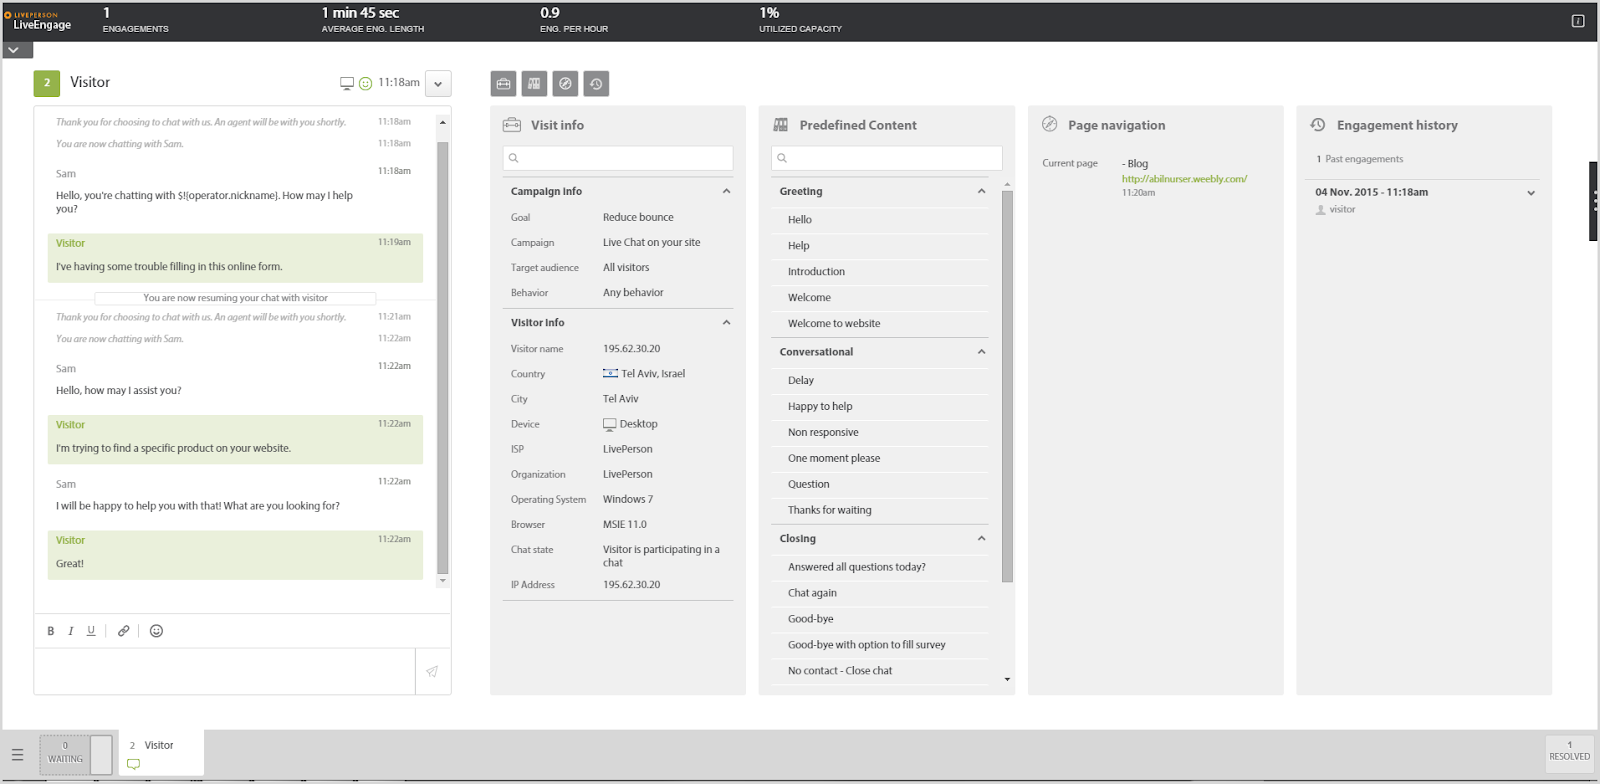 LIVEPERSON
LiveEngage
1
ENGAGEMENTS
1 min 45 sec
AVERAGE ENG. LENGTH
0.9
ENG. PER HOUR
1%
UTILIZED CAPACITY
2 Visitor 11:18am
Thank you for choosing to chat with us. An agent will be with you shortly. 11:18am
You are now chatting with Sam. 11:18am
Sam 11:18am
Hello, you're chatting with $!{operator.nickname}. How may I help
you?
Visitor 11:19am
I've having some trouble filling in this online form.
You are now resuming your chat with visitor
Thank you for choosing to chat with us. An agent will be with you shortly. 11:21am
You are now chatting with Sam. 11:22am
Sam 11:22am
Hello, how may I assist you?
Visitor 11:22am
I'm trying to find a specific product on your website.
Sam 11:22am
I will be happy to help you with that! What are you looking for?
Visitor 11:22am
Great!
B I U
Visit info
Campaign info
Goal Reduce bounce
Campaign Live Chat on your site
Target audience All visitors
Behavior Any behavior
Visitor Info
Visitor name 195.62.30.20
Country Tel Aviv, Israel
City Tel Aviv
Device Desktop
ISP LivePerson
Organization LivePerson
Operating System Windows 7
Browser MSIE 11.0
Chat state Visitor is participating in a
chat
IP Address 195.62.30.20
Predefined Content
Greeting
Hello
Help
Introduction
Welcome
Welcome to website
Conversational
Delay
Happy to help
Non responsive
One moment please
Question
Thanks for waiting
Closing
Answered all questions today?
Chat again
Good-bye
Good-bye with option to fill survey
No contact - Close chat
Page navigation
Current page - Blog
http://abilnurser.weebly.com/
11:20am
Engagement history
1 Past engagements
04 Nov. 2015 - 11:18am
visitor
0
WAITING
2 Visitor
1
RESOLVED